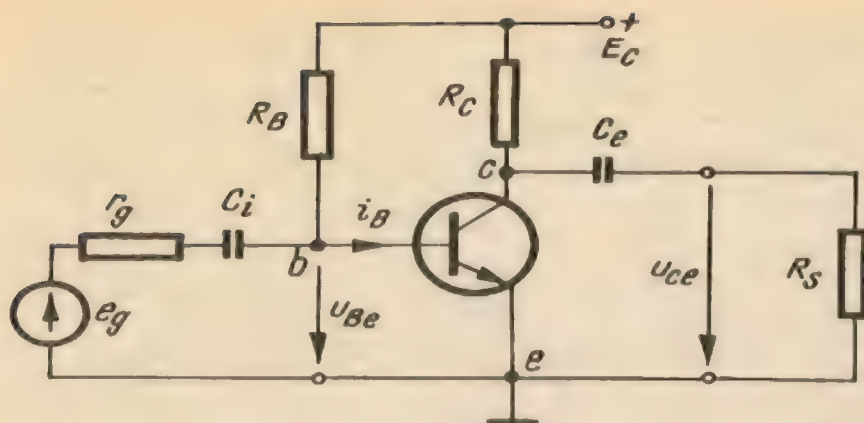 +
E_C
R_B
R_C
C_e
c
r_g
C_i
i_B
b
e_g
u_Be
u_ce
R_s
e